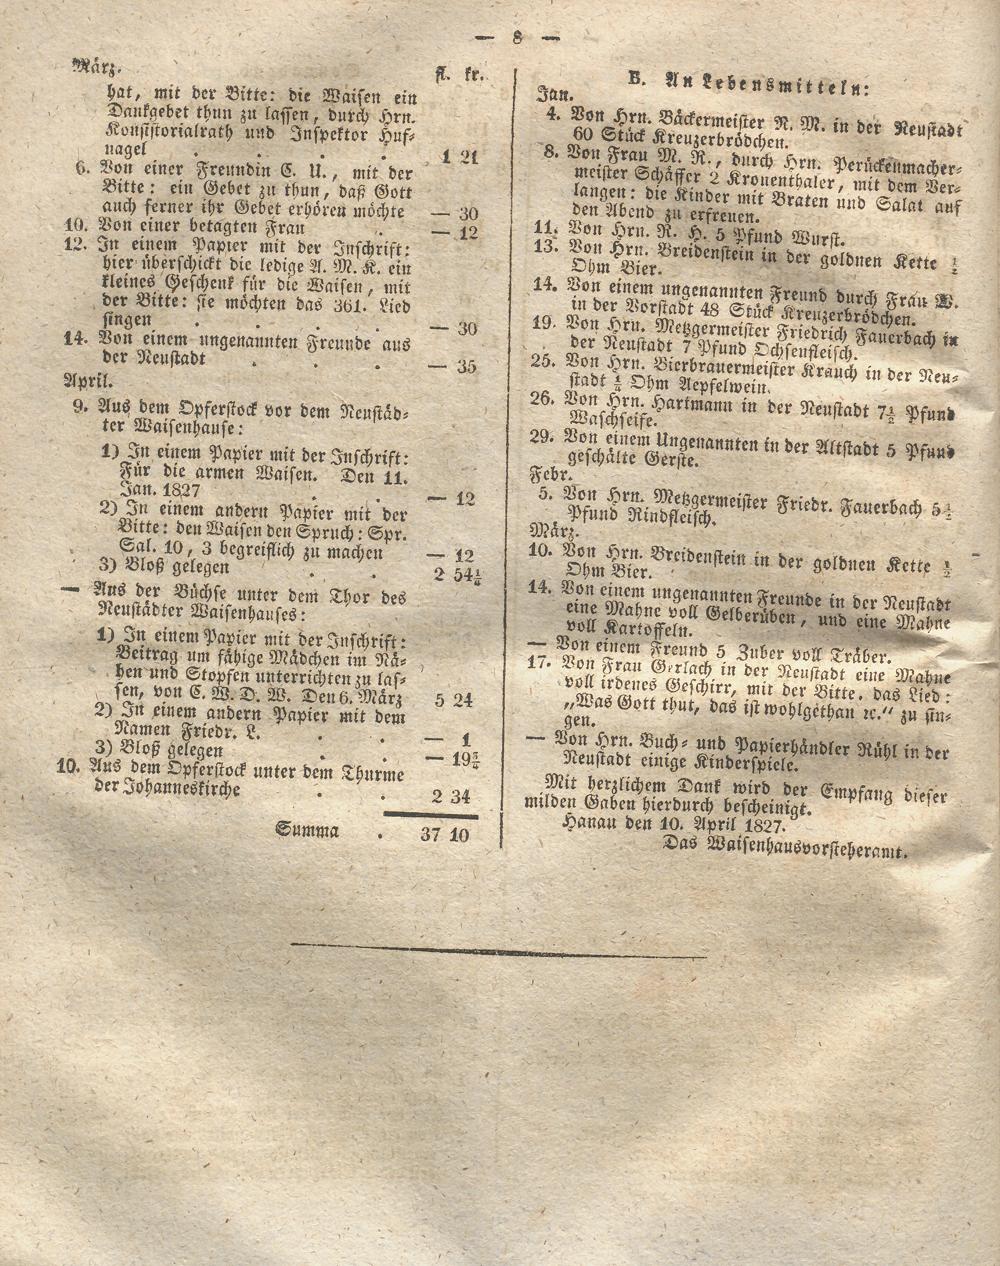 — 8 —
März.
fl. kr.
hat, mit der Bitte: die Waisen ein
Dankgebet thun zu lassen, durch Hrn.
Konsistorialrath und Inspektor Huf-
nagel . . . . 1 21
6. Von einer Freundin C. U., mit der
Bitte: ein Gebet zu thun, daß Gott
auch ferner ihr Gebet erhören möchte — 30
10. Von einer betagten Frau . — 12
12. In einem Papier mit der Inschrift:
hier überschickt die ledige A. M. K. ein
kleines Geschenk für die Waisen, mit
der Bitte: sie möchten das 361. Lied
singen . . . . — 30
14. Von einem ungenannten Freunde aus
der Neustadt . . . — 35
April.
9. Aus dem Opferstock vor dem Neustäd-
ter Waisenhause:
1) In einem Papier mit der Inschrift:
Für die armen Waisen. Den 11.
Jan. 1827 . . — 12
2) In einem andern Papier mit der
Bitte: den Waisen den Spruch: Spr.
Sal. 10, 3 begreiflich zu machen — 12
3) Bloß gelegen . . 2 54¼
— Aus der Büchse unter dem Thor des
Neustädter Waisenhauses:
1) In einem Papier mit der Inschrift:
Beitrag um fähige Mädchen im Nä-
hen und Stopfen unterrichten zu las-
sen, von C. W. D. W. Den 6. März 5 24
2) In einem andern Papier mit dem
Namen Friedr. L. . . — 1
3) Bloß gelegen . . — 19¾
10. Aus dem Opferstock unter dem Thurme
der Johanneskirche . . 2 34
Summa . 37 10
B. An Lebensmitteln:
Jan.
4. Von Hrn. Bäckermeister R. M. in der Neustadt
60 Stück Kreuzerbrödchen.
8. Von Frau M. R., durch Hrn. Perückenmacher-
meister Schäffer 2 Kronenthaler, mit dem Ver-
langen: die Kinder mit Braten und Salat auf
den Abend zu erfreuen.
11. Von Hrn. R. H. 5 Pfund Wurst.
13. Von Hrn. Breidenstein in der goldnen Kette ½
Ohm Bier.
14. Von einem ungenannten Freund durch Frau W.
in der Vorstadt 48 Stück Kreuzerbrödchen.
19. Von Hrn. Metzgermeister Friedrich Fauerbach in
der Neustadt 7 Pfund Ochsenfleisch.
25. Von Hrn. Bierbrauermeister Krauch in der Neu-
stadt ¼ Ohm Aepfelwein.
26. Von Hrn. Hartmann in der Neustadt 7½ Pfund
Waschseife.
29. Von einem Ungenannten in der Altstadt 5 Pfund
geschälte Gerste.
Febr.
5. Von Hrn. Metzgermeister Friedr. Fauerbach 5½
Pfund Rindfleisch.
März.
10. Von Hrn. Breidenstein in der goldnen Kette ½
Ohm Bier.
14. Von einem ungenannten Freunde in der Neustadt
eine Mahne voll Gelberüben, und eine Mahne
voll Kartoffeln.
— Von einem Freund 5 Zuber voll Träber.
17. Von Frau Gerlach in der Neustadt eine Mahne
voll irdenes Geschirr, mit der Bitte, das Lied:
„Was Gott thut, das ist wohlgethan ꝛc.“ zu sin-
gen.
— Von Hrn. Buch- und Papierhändler Rühl in der
Neustadt einige Kinderspiele.
Mit herzlichem Dank wird der Empfang dieser
milden Gaben hierdurch bescheinigt.
Hanau den 10. April 1827.
Das Waisenhausvorsteheramt.